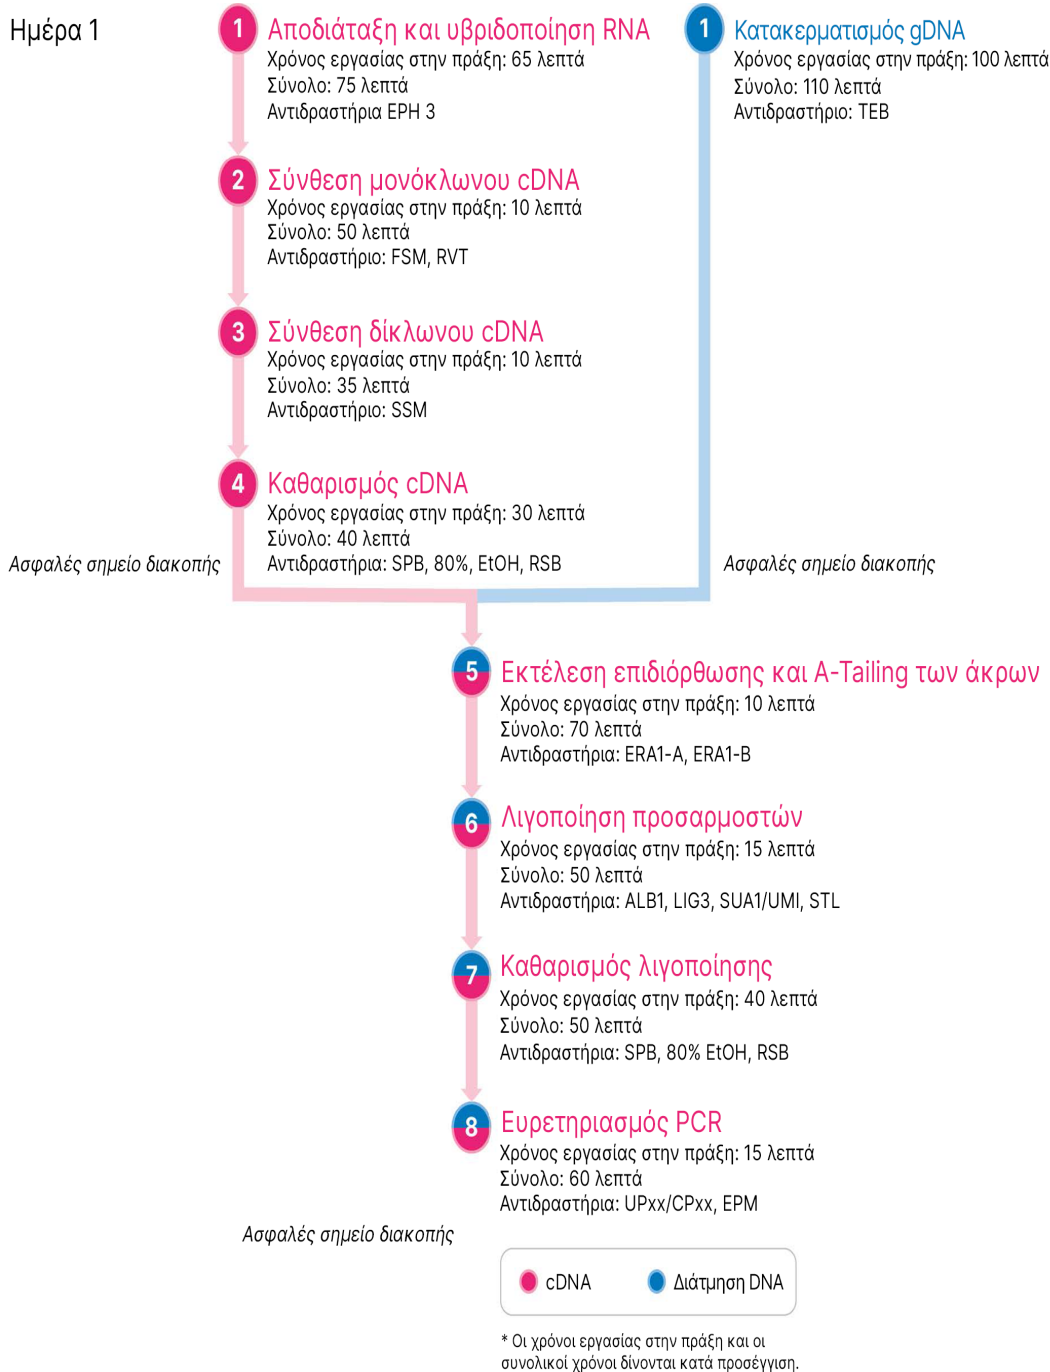 Ημέρα 1
1 Αποδιάταξη και υβριδοποίηση RNA
Χρόνος εργασίας στην πράξη: 65 λεπτά
Σύνολο: 75 λεπτά
Αντιδραστήρια EPH 3
1 Κατακερματισμός gDNA
Χρόνος εργασίας στην πράξη: 100 λεπτά
Σύνολο: 110 λεπτά
Αντιδραστήριο: TEB
2 Σύνθεση μονόκλωνου cDNA
Χρόνος εργασίας στην πράξη: 10 λεπτά
Σύνολο: 50 λεπτά
Αντιδραστήριο: FSM, RVT
3 Σύνθεση δίκλωνου cDNA
Χρόνος εργασίας στην πράξη: 10 λεπτά
Σύνολο: 35 λεπτά
Αντιδραστήριο: SSM
4 Καθαρισμός cDNA
Χρόνος εργασίας στην πράξη: 30 λεπτά
Σύνολο: 40 λεπτά
Αντιδραστήρια: SPB, 80%, EtOH, RSB
Ασφαλές σημείο διακοπής
Ασφαλές σημείο διακοπής
5 Εκτέλεση επιδιόρθωσης και A-Tailing των άκρων
Χρόνος εργασίας στην πράξη: 10 λεπτά
Σύνολο: 70 λεπτά
Αντιδραστήρια: ERA1-A, ERA1-B
6 Λιγοποίηση προσαρμοστών
Χρόνος εργασίας στην πράξη: 15 λεπτά
Σύνολο: 50 λεπτά
Αντιδραστήρια: ALB1, LIG3, SUA1/UMI, STL
7 Καθαρισμός λιγοποίησης
Χρόνος εργασίας στην πράξη: 40 λεπτά
Σύνολο: 50 λεπτά
Αντιδραστήρια: SPB, 80% EtOH, RSB
8 Ευρετηριασμός PCR
Χρόνος εργασίας στην πράξη: 15 λεπτά
Σύνολο: 60 λεπτά
Αντιδραστήρια: UPxx/CPxx, EPM
Ασφαλές σημείο διακοπής
cDNA
Διάτμηση DNA
* Οι χρόνοι εργασίας στην πράξη και οι
συνολικοί χρόνοι δίνονται κατά προσέγγιση.